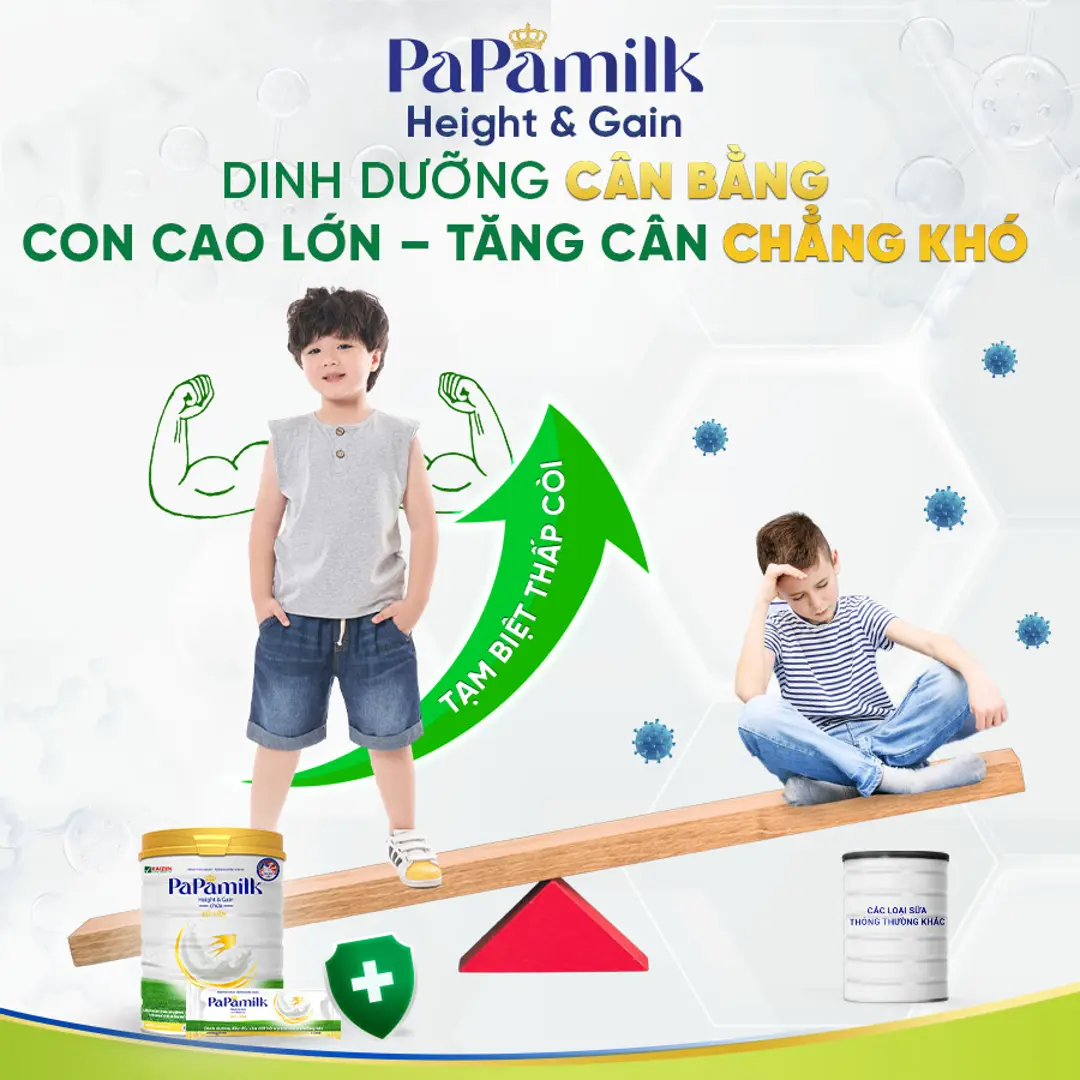 PaPamilk
Height & Gain
DINH DƯỠNG CÂN BẰNG
CON CAO LỚN – TĂNG CÂN CHẲNG KHÓ
TẠM BIỆT THẤP CÒI
KAIZEN
PaPamilk
Height & Gain
PaPamilk
CÁC LOẠI SỮA
THÔNG THƯỜNG KHÁC